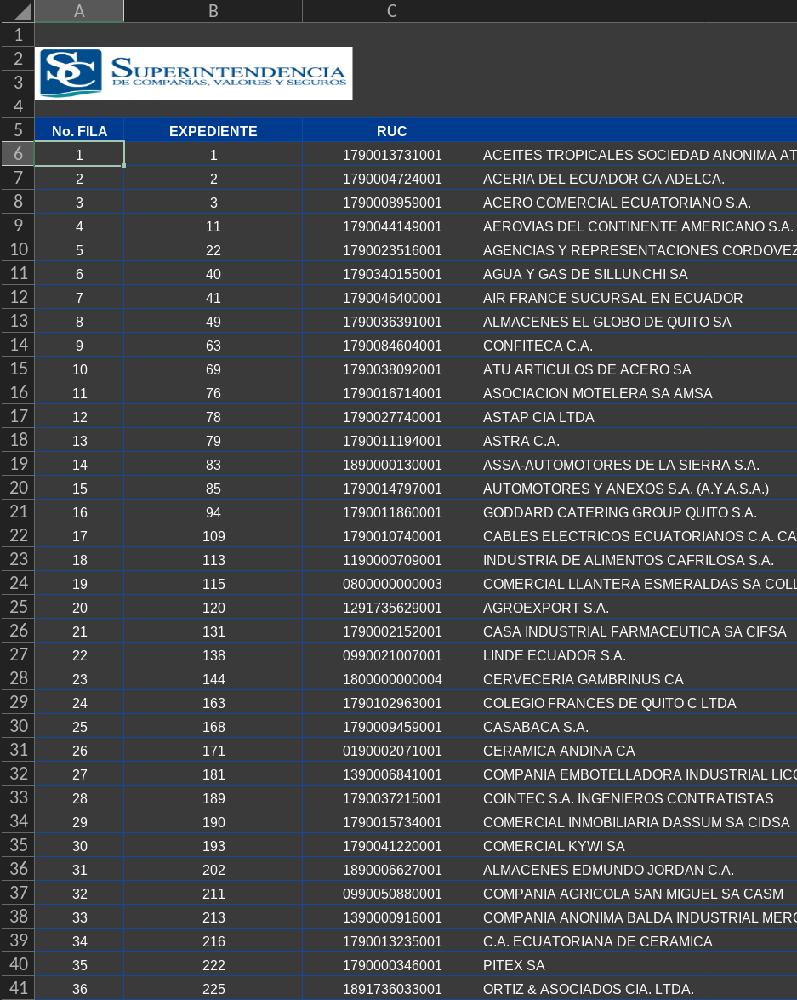 A B C
1
2
SC SUPERINTENDENCIA
3 DE COMPAÑÍAS, VALORES Y SEGUROS
4
5 No. FILA EXPEDIENTE RUC
6 1 1 1790013731001 ACEITES TROPICALES SOCIEDAD ANONIMA AT
7 2 2 1790004724001 ACERIA DEL ECUADOR CA ADELCA.
8 3 3 1790008959001 ACERO COMERCIAL ECUATORIANO S.A.
9 4 11 1790044149001 AEROVIAS DEL CONTINENTE AMERICANO S.A.
10 5 22 1790023516001 AGENCIAS Y REPRESENTACIONES CORDOVEZ
11 6 40 1790340155001 AGUA Y GAS DE SILLUNCHI SA
12 7 41 1790046400001 AIR FRANCE SUCURSAL EN ECUADOR
13 8 49 1790036391001 ALMACENES EL GLOBO DE QUITO SA
14 9 63 1790084604001 CONFITECA C.A.
15 10 69 1790038092001 ATU ARTICULOS DE ACERO SA
16 11 76 1790016714001 ASOCIACION MOTELERA SA AMSA
17 12 78 1790027740001 ASTAP CIA LTDA
18 13 79 1790011194001 ASTRA C.A.
19 14 83 1890000130001 ASSA-AUTOMOTORES DE LA SIERRA S.A.
20 15 85 1790014797001 AUTOMOTORES Y ANEXOS S.A. (A.Y.A.S.A.)
21 16 94 1790011860001 GODDARD CATERING GROUP QUITO S.A.
22 17 109 1790010740001 CABLES ELECTRICOS ECUATORIANOS C.A. CA
23 18 113 1190000709001 INDUSTRIA DE ALIMENTOS CAFRILOSA S.A.
24 19 115 0800000000003 COMERCIAL LLANTERA ESMERALDAS SA COLL
25 20 120 1291735629001 AGROEXPORT S.A.
26 21 131 1790002152001 CASA INDUSTRIAL FARMACEUTICA SA CIFSA
27 22 138 0990021007001 LINDE ECUADOR S.A.
28 23 144 1800000000004 CERVECERIA GAMBRINUS CA
29 24 163 1790102963001 COLEGIO FRANCES DE QUITO C LTDA
30 25 168 1790009459001 CASABACA S.A.
31 26 171 0190002071001 CERAMICA ANDINA CA
32 27 181 1390006841001 COMPANIA EMBOTELLADORA INDUSTRIAL LICO
33 28 189 1790037215001 COINTEC S.A. INGENIEROS CONTRATISTAS
34 29 190 1790015734001 COMERCIAL INMOBILIARIA DASSUM SA CIDSA
35 30 193 1790041220001 COMERCIAL KYWI SA
36 31 202 1890006627001 ALMACENES EDMUNDO JORDAN C.A.
37 32 211 0990050880001 COMPANIA AGRICOLA SAN MIGUEL SA CASM
38 33 213 1390000916001 COMPANIA ANONIMA BALDA INDUSTRIAL MERC
39 34 216 1790013235001 C.A. ECUATORIANA DE CERAMICA
40 35 222 1790000346001 PITEX SA
41 36 225 1891736033001 ORTIZ & ASOCIADOS CIA. LTDA.